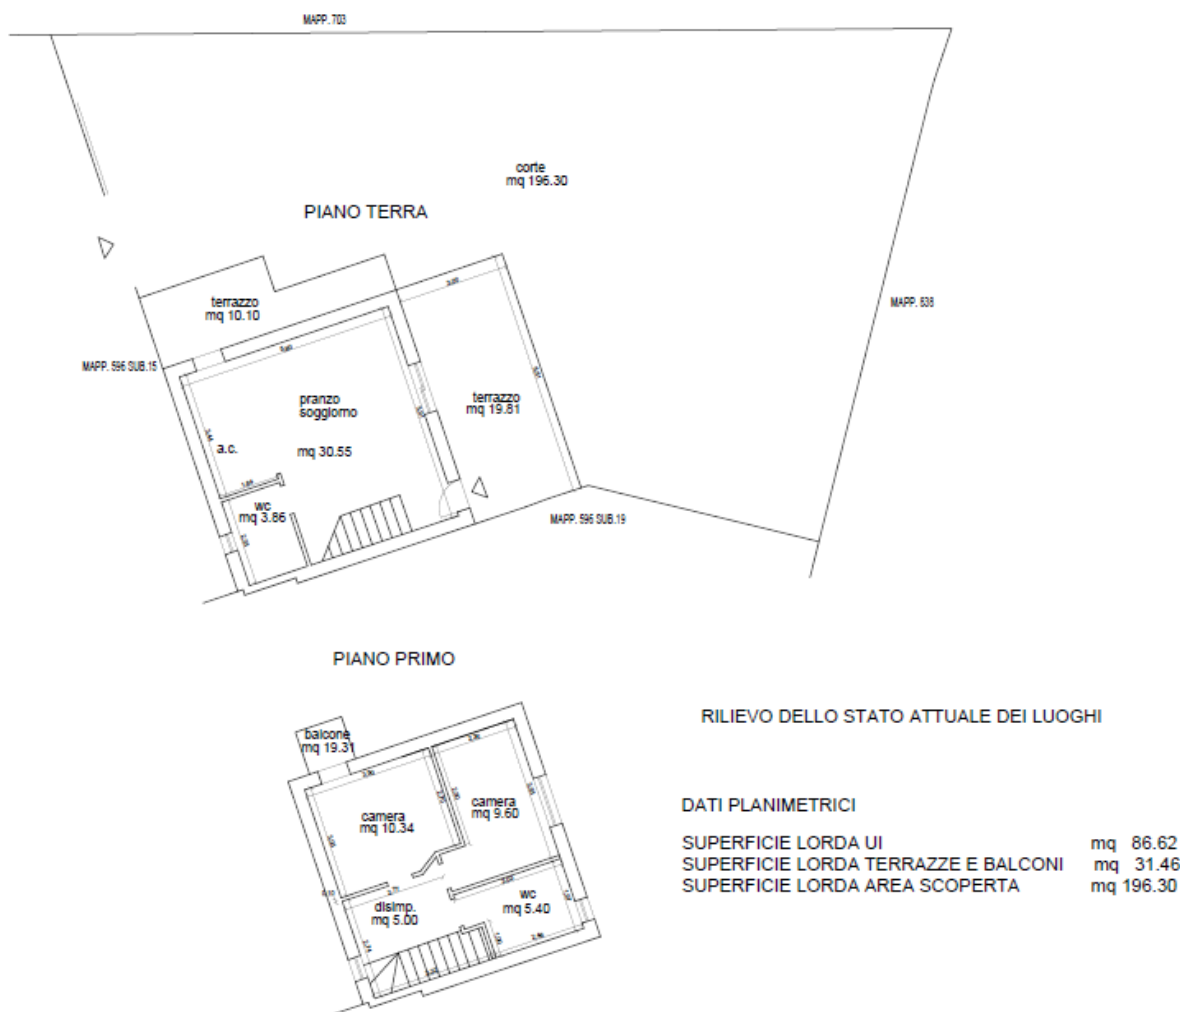 MAPP. 703
corte
mq 196.30
PIANO TERRA
terrazzo
mq 10.10
MAPP. 638
MAPP. 596 SUB.15
pranzo
soggiorno
terrazzo
mq 19.81
a.c.
mq 30.55
wc
mq 3.86
MAPP. 596 SUB.19
PIANO PRIMO
RILIEVO DELLO STATO ATTUALE DEI LUOGHI
balcone
mq 19.31
camera
mq 10.34
camera
mq 9.60
DATI PLANIMETRICI
SUPERFICIE LORDA UI mq 86.62
SUPERFICIE LORDA TERRAZZE E BALCONI mq 31.46
SUPERFICIE LORDA AREA SCOPERTA mq 196.30
disimp.
mq 5.00
wc
mq 5.40